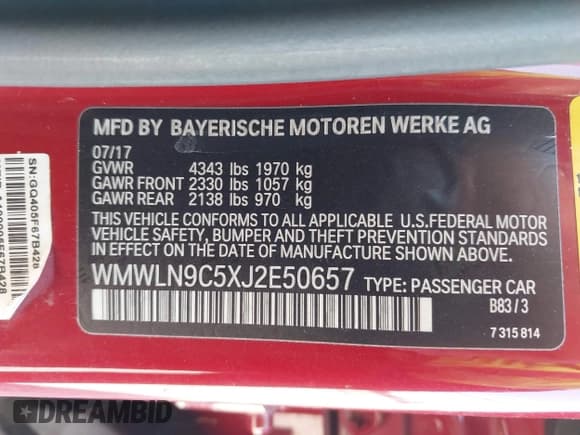 MFD BY BAYERISCHE MOTOREN WERKE AG
07/17
GVWR 4343 lbs 1970 kg
GAWR FRONT 2330 lbs 1057 kg
GAWR REAR 2138 lbs 970 kg
THIS VEHICLE CONFORMS TO ALL APPLICABLE U.S.FEDERAL MOTOR
VEHICLE SAFETY, BUMPER, AND THEFT PREVENTION STANDARDS
IN EFFECT ON THE DATE OF MANUFACTURE SHOWN ABOVE.
WMWLN9C5XJ2E50657 TYPE: PASSENGER CAR
B83/3
7 315 814
SN:GQ405F67B428
DREAMBID